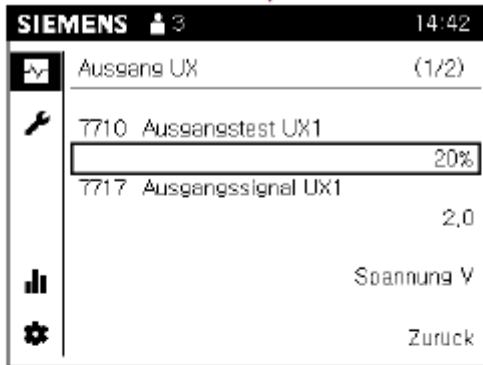 SIEMENS 3 14:42
Ausgang UX (1/2)
7710 Ausgangstest UX1
20%
7717 Ausgangssignal UX1
2,0
Spannung V
Zurück